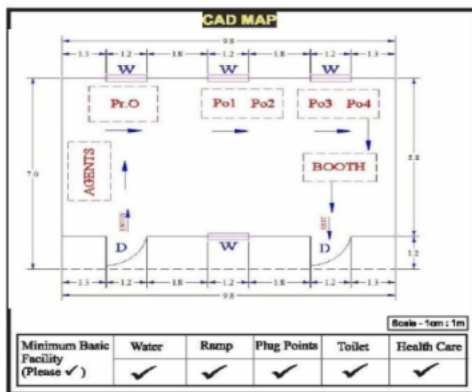 CAD MAP
9.8
1.3 1.2 1.8 1.2 1.8 1.2 1.3
W W W
Pr.O Po1 Po2 Po3 Po4
AGENTS
BOOTH
7.0
5.8
ENTRY
EXIT
D W D
1.2
1.3 1.2 1.8 1.2 1.8 1.2 1.3
9.8
Scale - 1cm : 1m
Minimum Basic Water Ramp Plug Points Toilet Health Care
Facility
(Please ✓) ✓ ✓ ✓ ✓ ✓